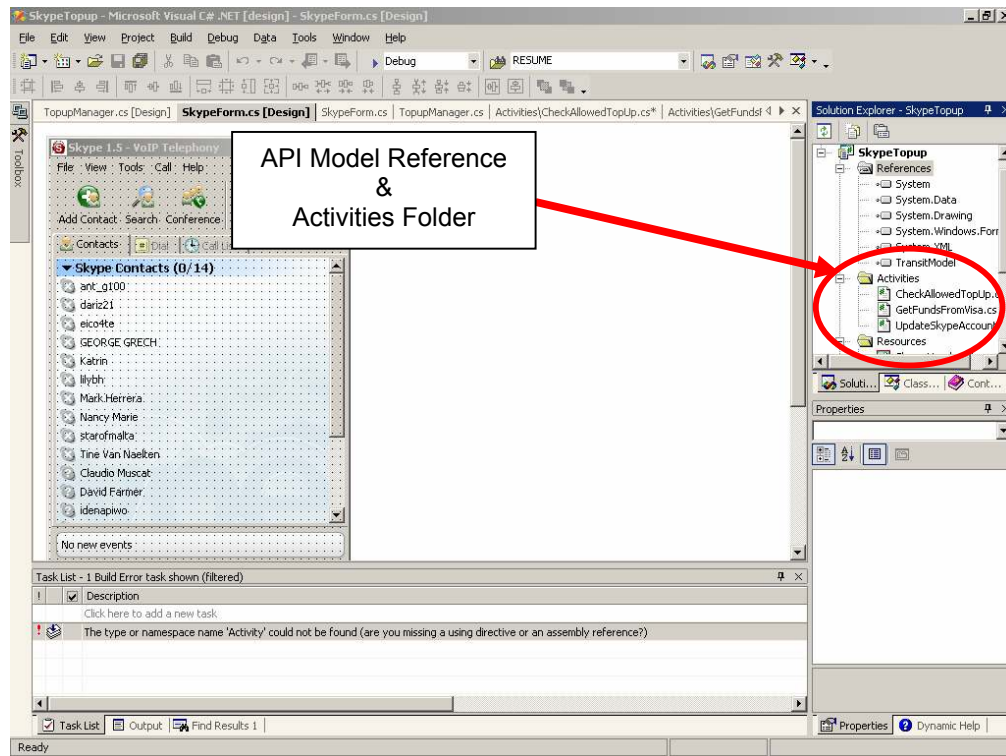 SkypeTopup - Microsoft Visual C# .NET [design] - SkypeForm.cs [Design]
File Edit View Project Build Debug Data Tools Window Help
Debug RESUME
TopupManager.cs [Design] SkypeForm.cs [Design] SkypeForm.cs TopupManager.cs Activities\CheckAllowedTopUp.cs* Activities\GetFundsF
Toolbox
Skype 1.5 - VoIP Telephony
File View Tools Call Help
Add Contact Search Conference
Contacts Dial Call Li
Skype Contacts (0/14)
ant_g100
dariz21
eico4te
GEORGE GRECH
Katrin
lilybh
Mark.Herrera
Nancy Marie
starofmalta
Tine Van Naelten
Claudio Muscat
David Farmer
idenapiwo
No new events
API Model Reference
&
Activities Folder
Solution Explorer - SkypeTopup
SkypeTopup
References
System
System.Data
System.Drawing
System.Windows.Forr
System.XML
TransitModel
Activities
CheckAllowedTopUp.c
GetFundsFromVisa.cs
UpdateSkypeAccount
Resources
Soluti... Class... Cont...
Properties
Task List - 1 Build Error task shown (filtered)
! Description
Click here to add a new task
The type or namespace name 'Activity' could not be found (are you missing a using directive or an assembly reference?)
Task List Output Find Results 1
Properties Dynamic Help
Ready